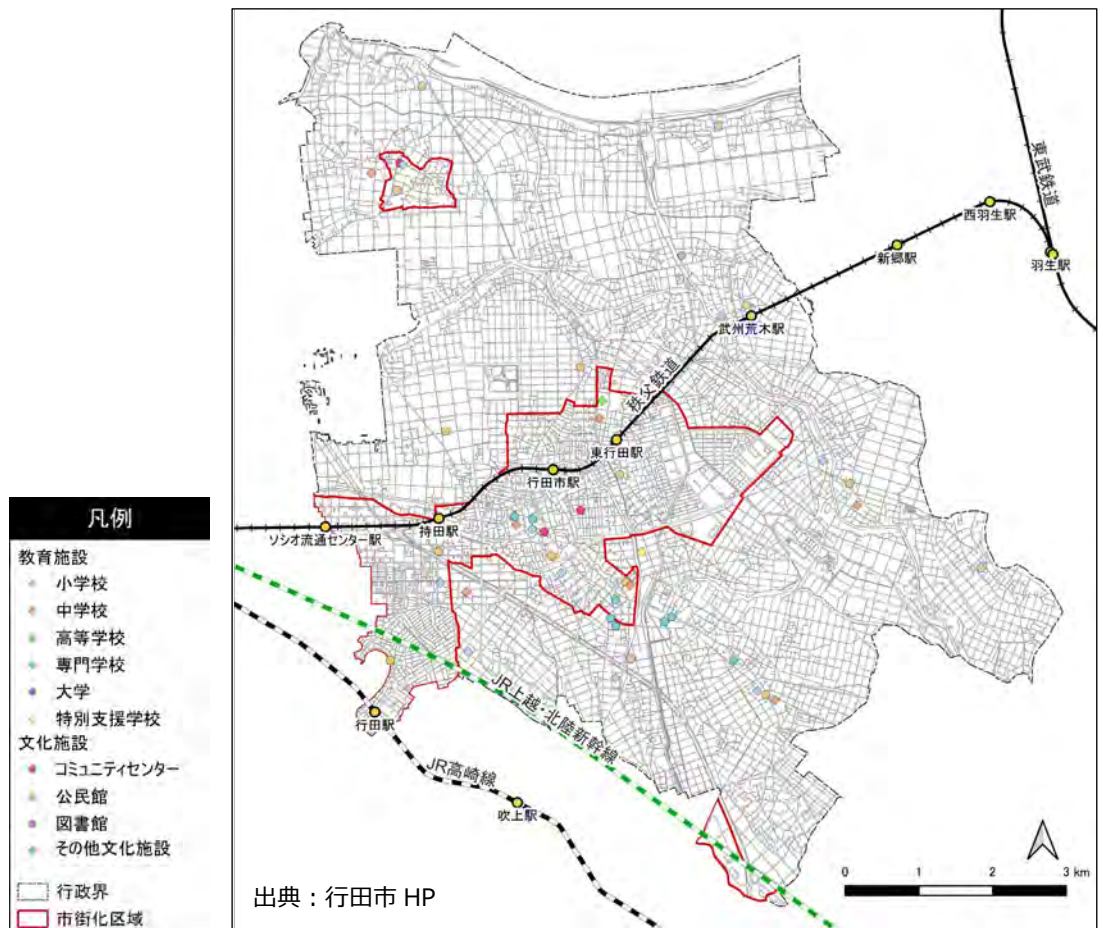 凡例
教育施設
小学校
中学校
高等学校
専門学校
大学
特別支援学校
文化施設
コミュニティセンター
公民館
図書館
その他文化施設
行政界
市街化区域
東武鉄道
西羽生駅
新郷駅
羽生駅
武州荒木駅
秩父鉄道
東行田駅
行田市駅
持田駅
ソシオ流通センター駅
JR上越・北陸新幹線
行田駅
JR高崎線
吹上駅
0 1 2 3 km
出典：行田市 HP